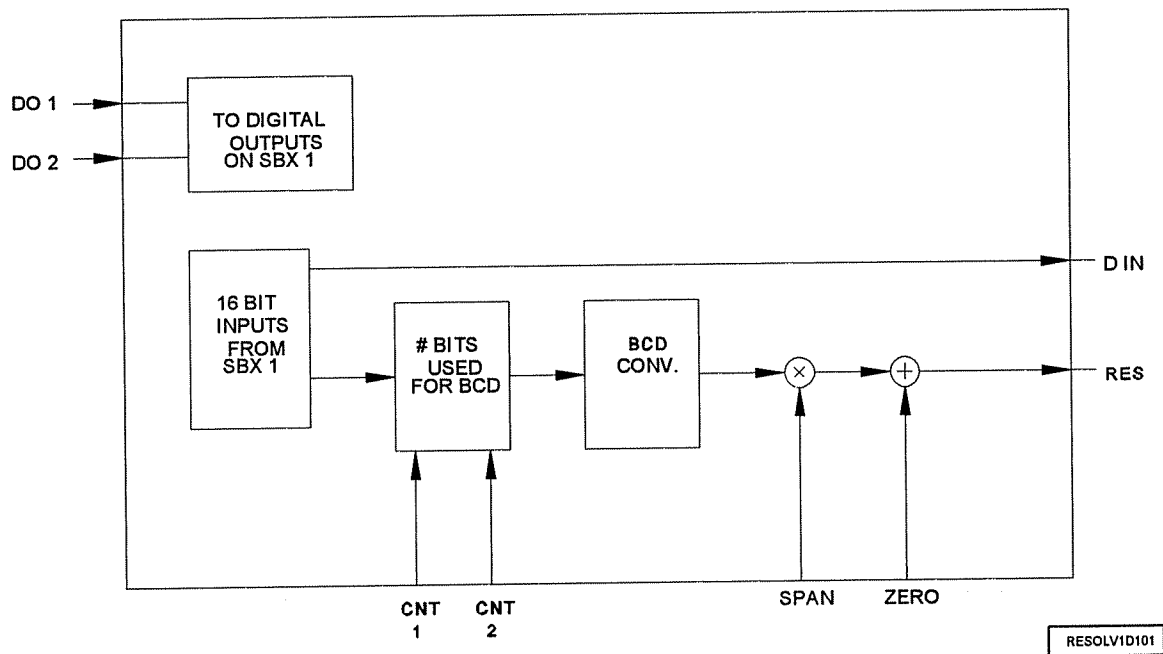 DO 1
DO 2
TO DIGITAL
OUTPUTS
ON SBX 1
16 BIT
INPUTS
FROM
SBX 1
# BITS
USED
FOR BCD
BCD
CONV.
×
+
D IN
RES
CNT
1
CNT
2
SPAN
ZERO
RESOLV1D101